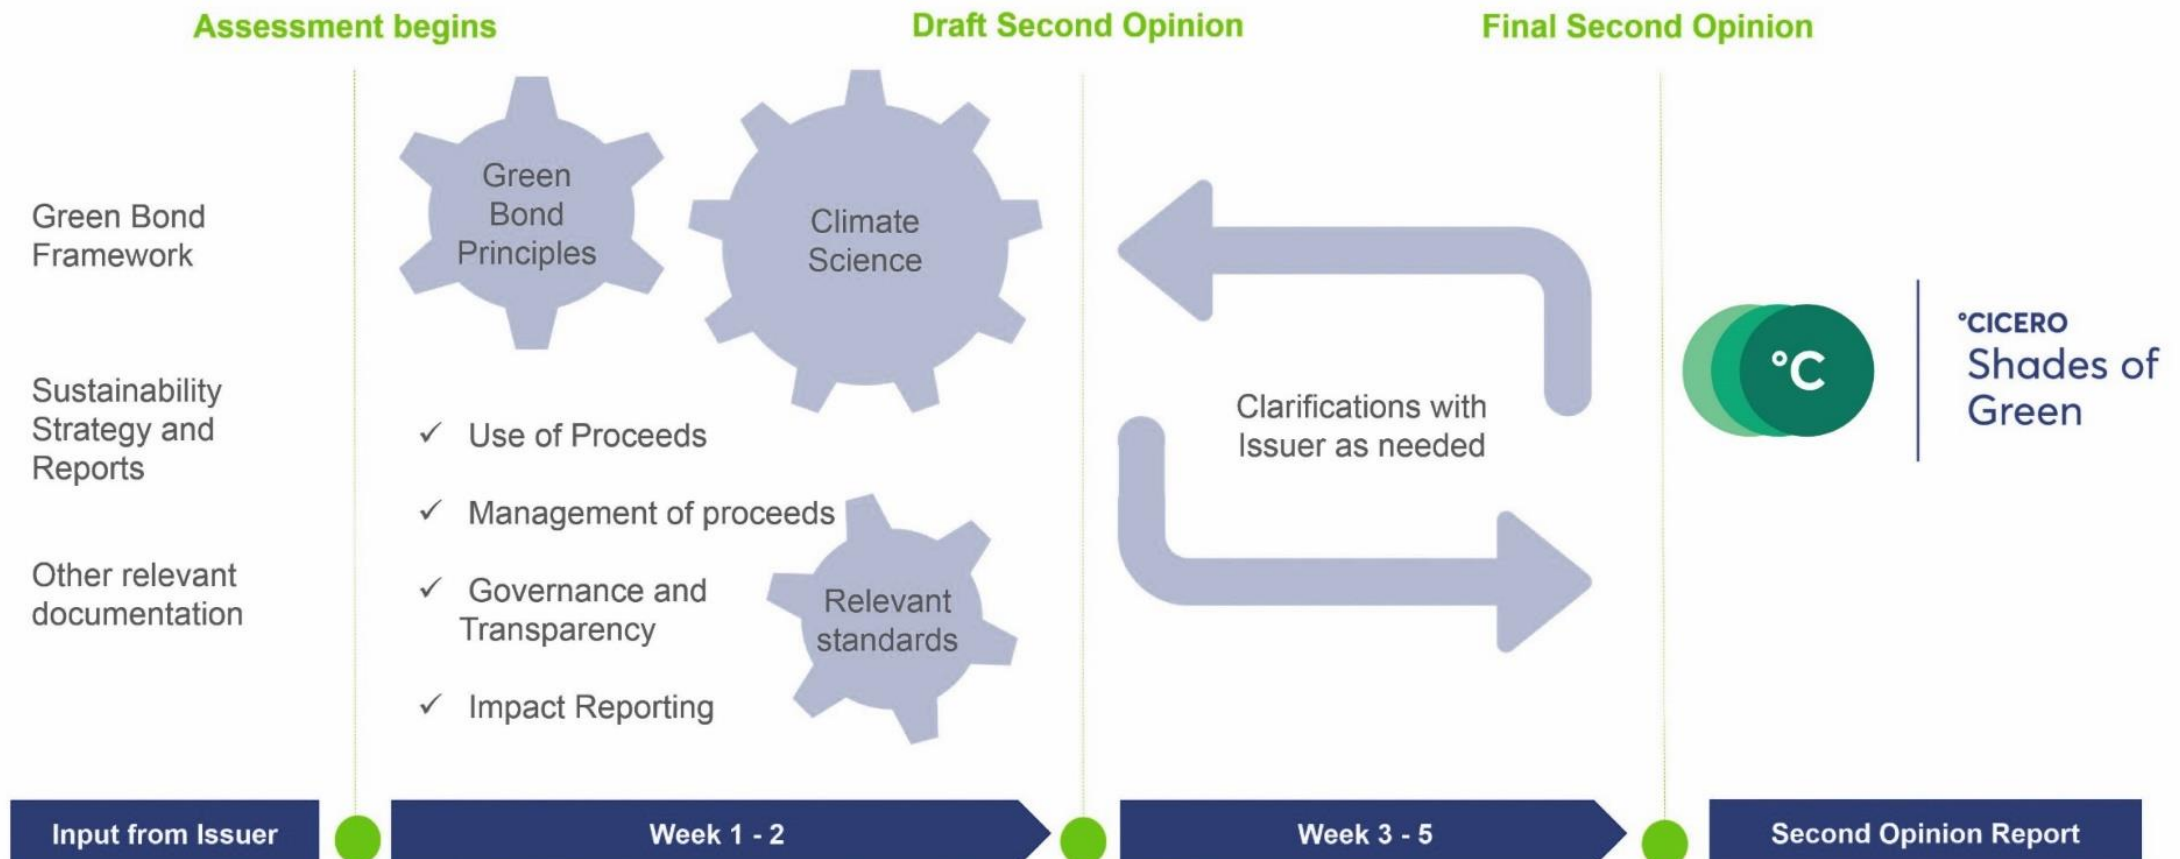 Assessment begins
Draft Second Opinion
Final Second Opinion
Green Bond
Framework
Sustainability
Strategy and
Reports
Other relevant
documentation
Green
Bond
Principles
Climate
Science
✓ Use of Proceeds
✓ Management of proceeds
✓ Governance and
Transparency
✓ Impact Reporting
Relevant
standards
Clarifications with
Issuer as needed
°C
°CICERO
Shades of
Green
Input from Issuer
Week 1 - 2
Week 3 - 5
Second Opinion Report